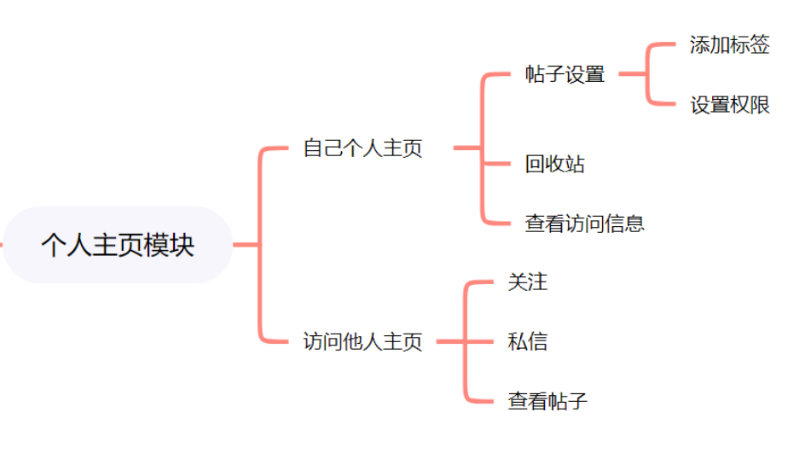 个人主页模块
自己个人主页
帖子设置
添加标签
设置权限
回收站
查看访问信息
访问他人主页
关注
私信
查看帖子